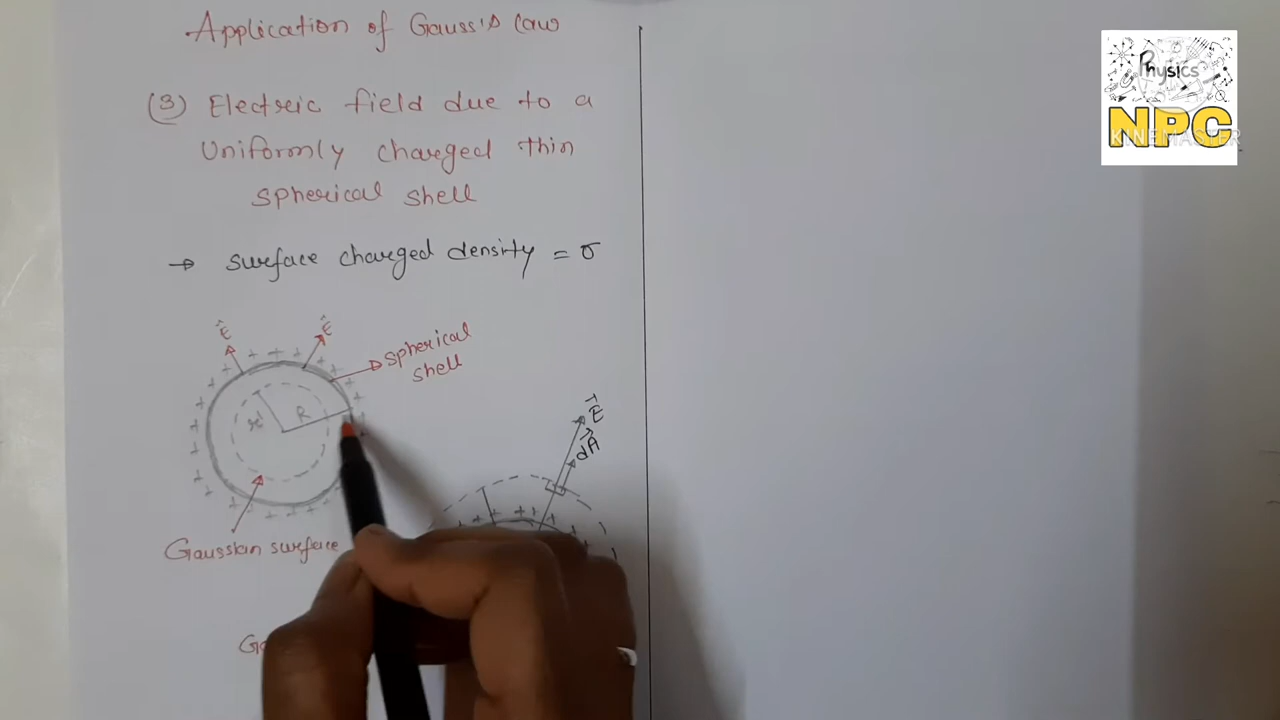 Application of Gauss's law
(3) Electric field due to a
Uniformly charged thin
spherical shell
→ surface charged density = σ
Ê
Ê
spherical
shell
r'
R
Gaussian surface
E⃗
dA⃗
Physics
NPC
KINEMASTER